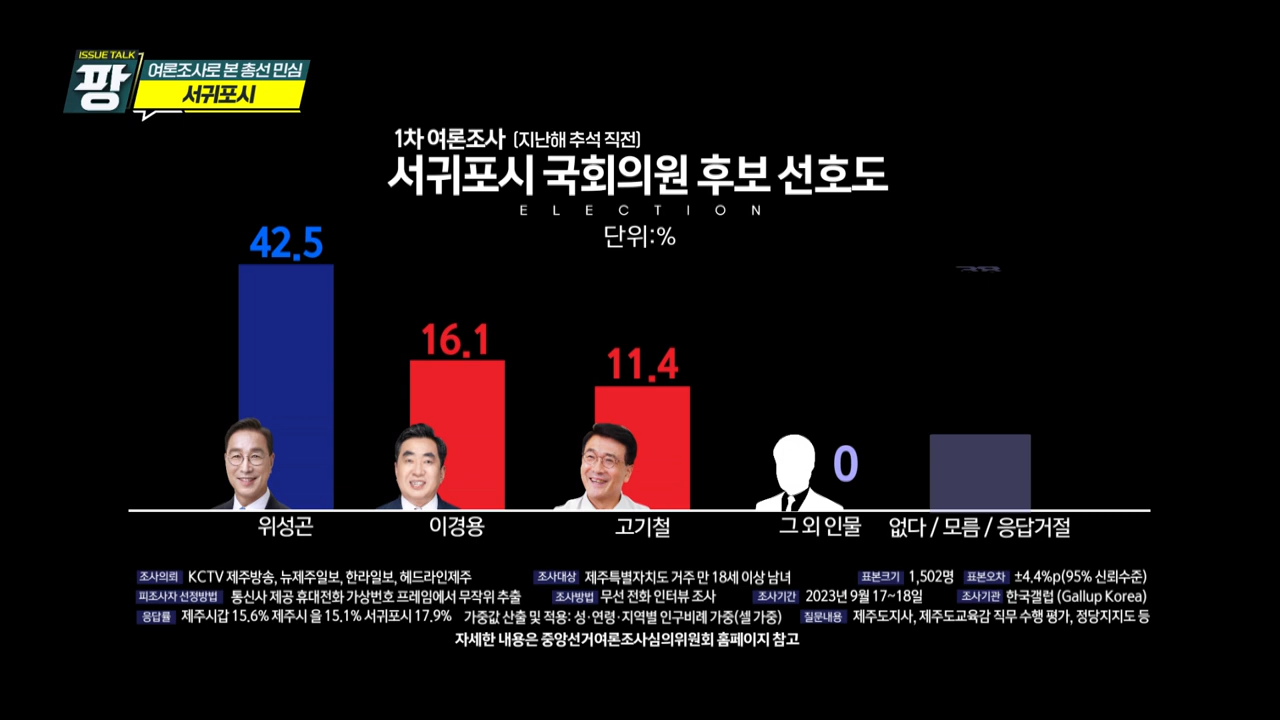 ISSUE TALK
팡
여론조사로 본 총선 민심
서귀포시
1차 여론조사 (지난해 추석 직전)
서귀포시 국회의원 후보 선호도
ELECTION
단위:%
42.5
16.1
11.4
0
위성곤
이경용
고기철
그 외 인물
없다 / 모름 / 응답거절
조사의뢰 KCTV 제주방송, 뉴제주일보, 한라일보, 헤드라인제주 조사대상 제주특별자치도 거주 만 18세 이상 남녀 표본크기 1,502명 표본오차 ±4.4%p(95% 신뢰수준)
피조사자 선정방법 통신사 제공 휴대전화 가상번호 프레임에서 무작위 추출 조사방법 무선 전화 인터뷰 조사 조사기간 2023년 9월 17~18일 조사기관 한국갤럽 (Gallup Korea)
응답률 제주시갑 15.6% 제주시 을 15.1% 서귀포시 17.9% 가중값 산출 및 적용: 성·연령·지역별 인구비례 가중(셀 가중) 질문내용 제주도지사, 제주도교육감 직무 수행 평가, 정당지지도 등
자세한 내용은 중앙선거여론조사심의위원회 홈페이지 참고